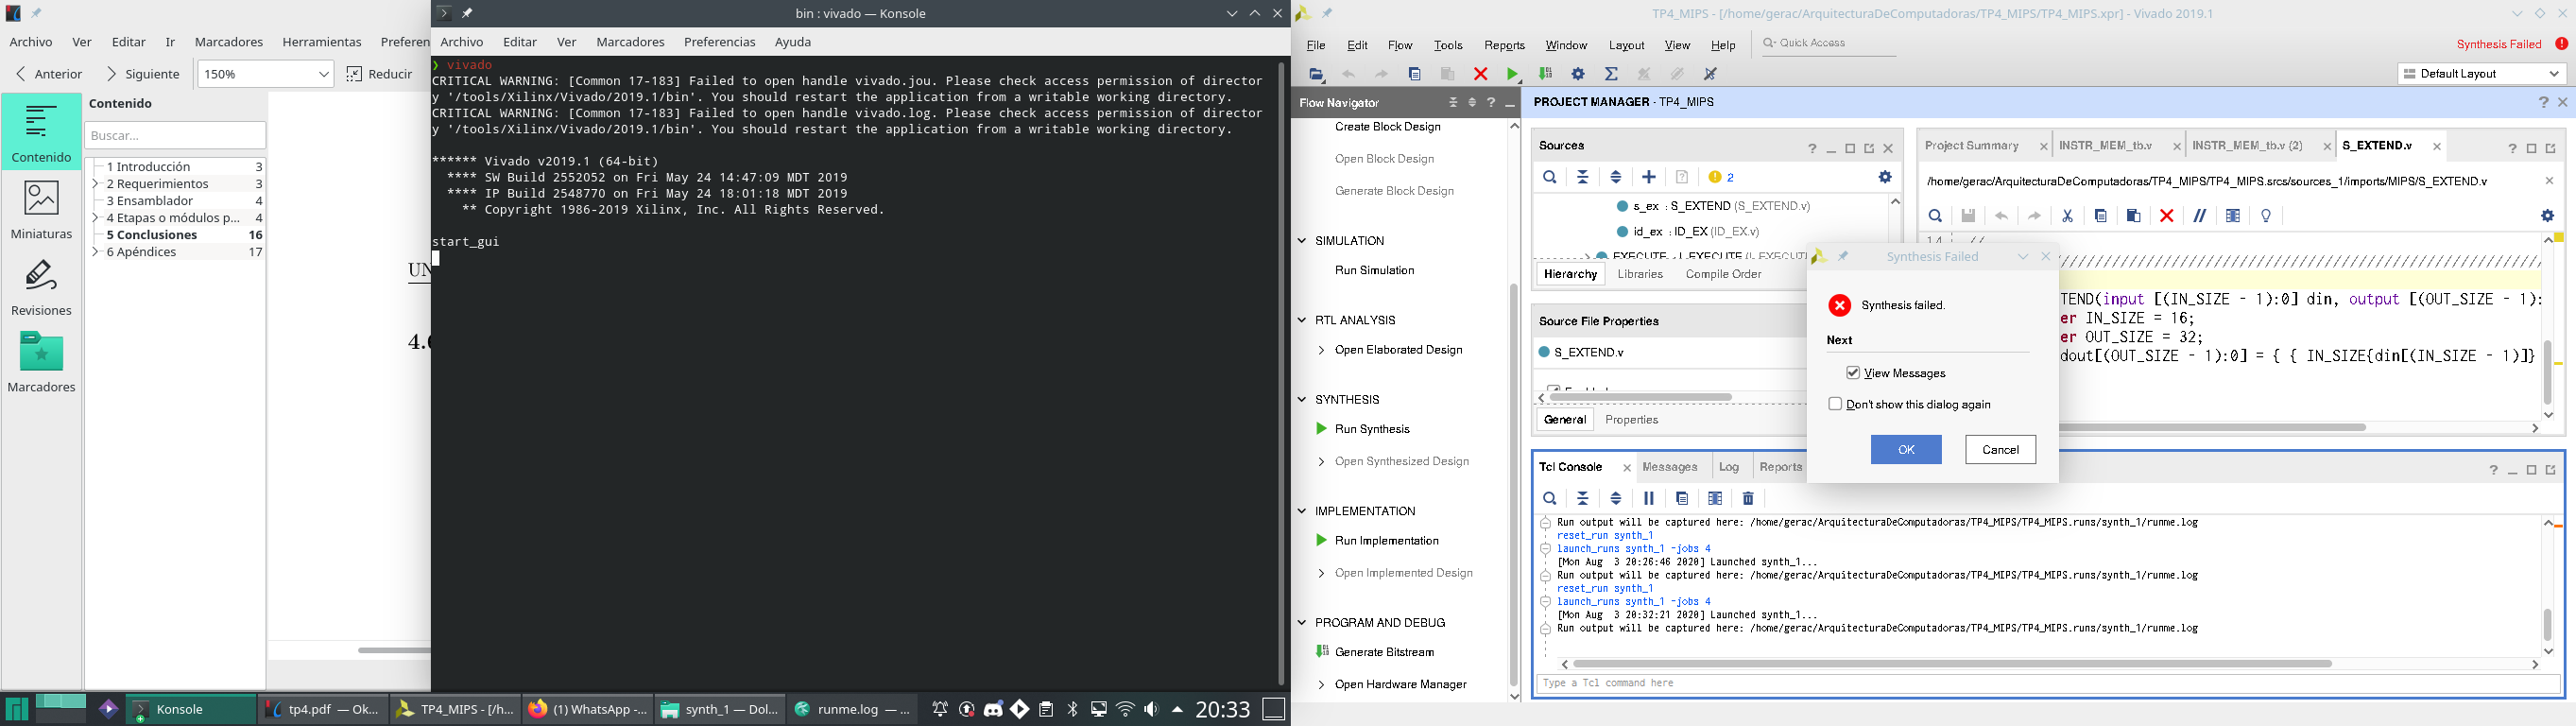 Archivo Ver Editar Ir Marcadores Herramientas Preferen
Anterior Siguiente 150% Reducir
Contenido
Buscar...
Contenido
Miniaturas
Revisiones
Marcadores
1 Introducción 3
2 Requerimientos 3
3 Ensamblador 4
4 Etapas o módulos p... 4
5 Conclusiones 16
6 Apéndices 17
UN
4.6
bin : vivado — Konsole
Archivo Editar Ver Marcadores Preferencias Ayuda
❯ vivado
CRITICAL WARNING: [Common 17-183] Failed to open handle vivado.jou. Please check access permission of director
y '/tools/Xilinx/Vivado/2019.1/bin'. You should restart the application from a writable working directory.
CRITICAL WARNING: [Common 17-183] Failed to open handle vivado.log. Please check access permission of director
y '/tools/Xilinx/Vivado/2019.1/bin'. You should restart the application from a writable working directory.
****** Vivado v2019.1 (64-bit)
**** SW Build 2552052 on Fri May 24 14:47:09 MDT 2019
**** IP Build 2548770 on Fri May 24 18:01:18 MDT 2019
** Copyright 1986-2019 Xilinx, Inc. All Rights Reserved.
start_gui
TP4_MIPS - [/home/gerac/ArquitecturaDeComputadoras/TP4_MIPS/TP4_MIPS.xpr] - Vivado 2019.1
File Edit Flow Tools Reports Window Layout View Help Quick Access
Synthesis Failed
Default Layout
Flow Navigator
Create Block Design
Open Block Design
Generate Block Design
SIMULATION
Run Simulation
RTL ANALYSIS
Open Elaborated Design
SYNTHESIS
Run Synthesis
Open Synthesized Design
IMPLEMENTATION
Run Implementation
Open Implemented Design
PROGRAM AND DEBUG
Generate Bitstream
Open Hardware Manager
PROJECT MANAGER - TP4_MIPS
Sources
2
s_ex : S_EXTEND (S_EXTEND.v)
id_ex : ID_EX (ID_EX.v)
Hierarchy Libraries Compile Order
Source File Properties
S_EXTEND.v
General Properties
Project Summary INSTR_MEM_tb.v INSTR_MEM_tb.v (2) S_EXTEND.v
/home/gerac/ArquitecturaDeComputadoras/TP4_MIPS/TP4_MIPS.srcs/sources_1/imports/MIPS/S_EXTEND.v
14 //
TEND(input [(IN_SIZE - 1):0] din, output [(OUT_SIZE - 1):
er IN_SIZE = 16;
er OUT_SIZE = 32;
dout[(OUT_SIZE - 1):0] = { { IN_SIZE{din[(IN_SIZE - 1)]}
Synthesis Failed
Synthesis failed.
Next
View Messages
Don't show this dialog again
OK Cancel
Tcl Console Messages Log Reports
Run output will be captured here: /home/gerac/ArquitecturaDeComputadoras/TP4_MIPS/TP4_MIPS.runs/synth_1/runme.log
reset_run synth_1
launch_runs synth_1 -jobs 4
[Mon Aug 3 20:26:46 2020] Launched synth_1...
Run output will be captured here: /home/gerac/ArquitecturaDeComputadoras/TP4_MIPS/TP4_MIPS.runs/synth_1/runme.log
reset_run synth_1
launch_runs synth_1 -jobs 4
[Mon Aug 3 20:32:21 2020] Launched synth_1...
Run output will be captured here: /home/gerac/ArquitecturaDeComputadoras/TP4_MIPS/TP4_MIPS.runs/synth_1/runme.log
Type a Tcl command here
Konsole tp4.pdf — Ok... TP4_MIPS - [/h... (1) WhatsApp -... synth_1 — Dol... runme.log — ... 20:33